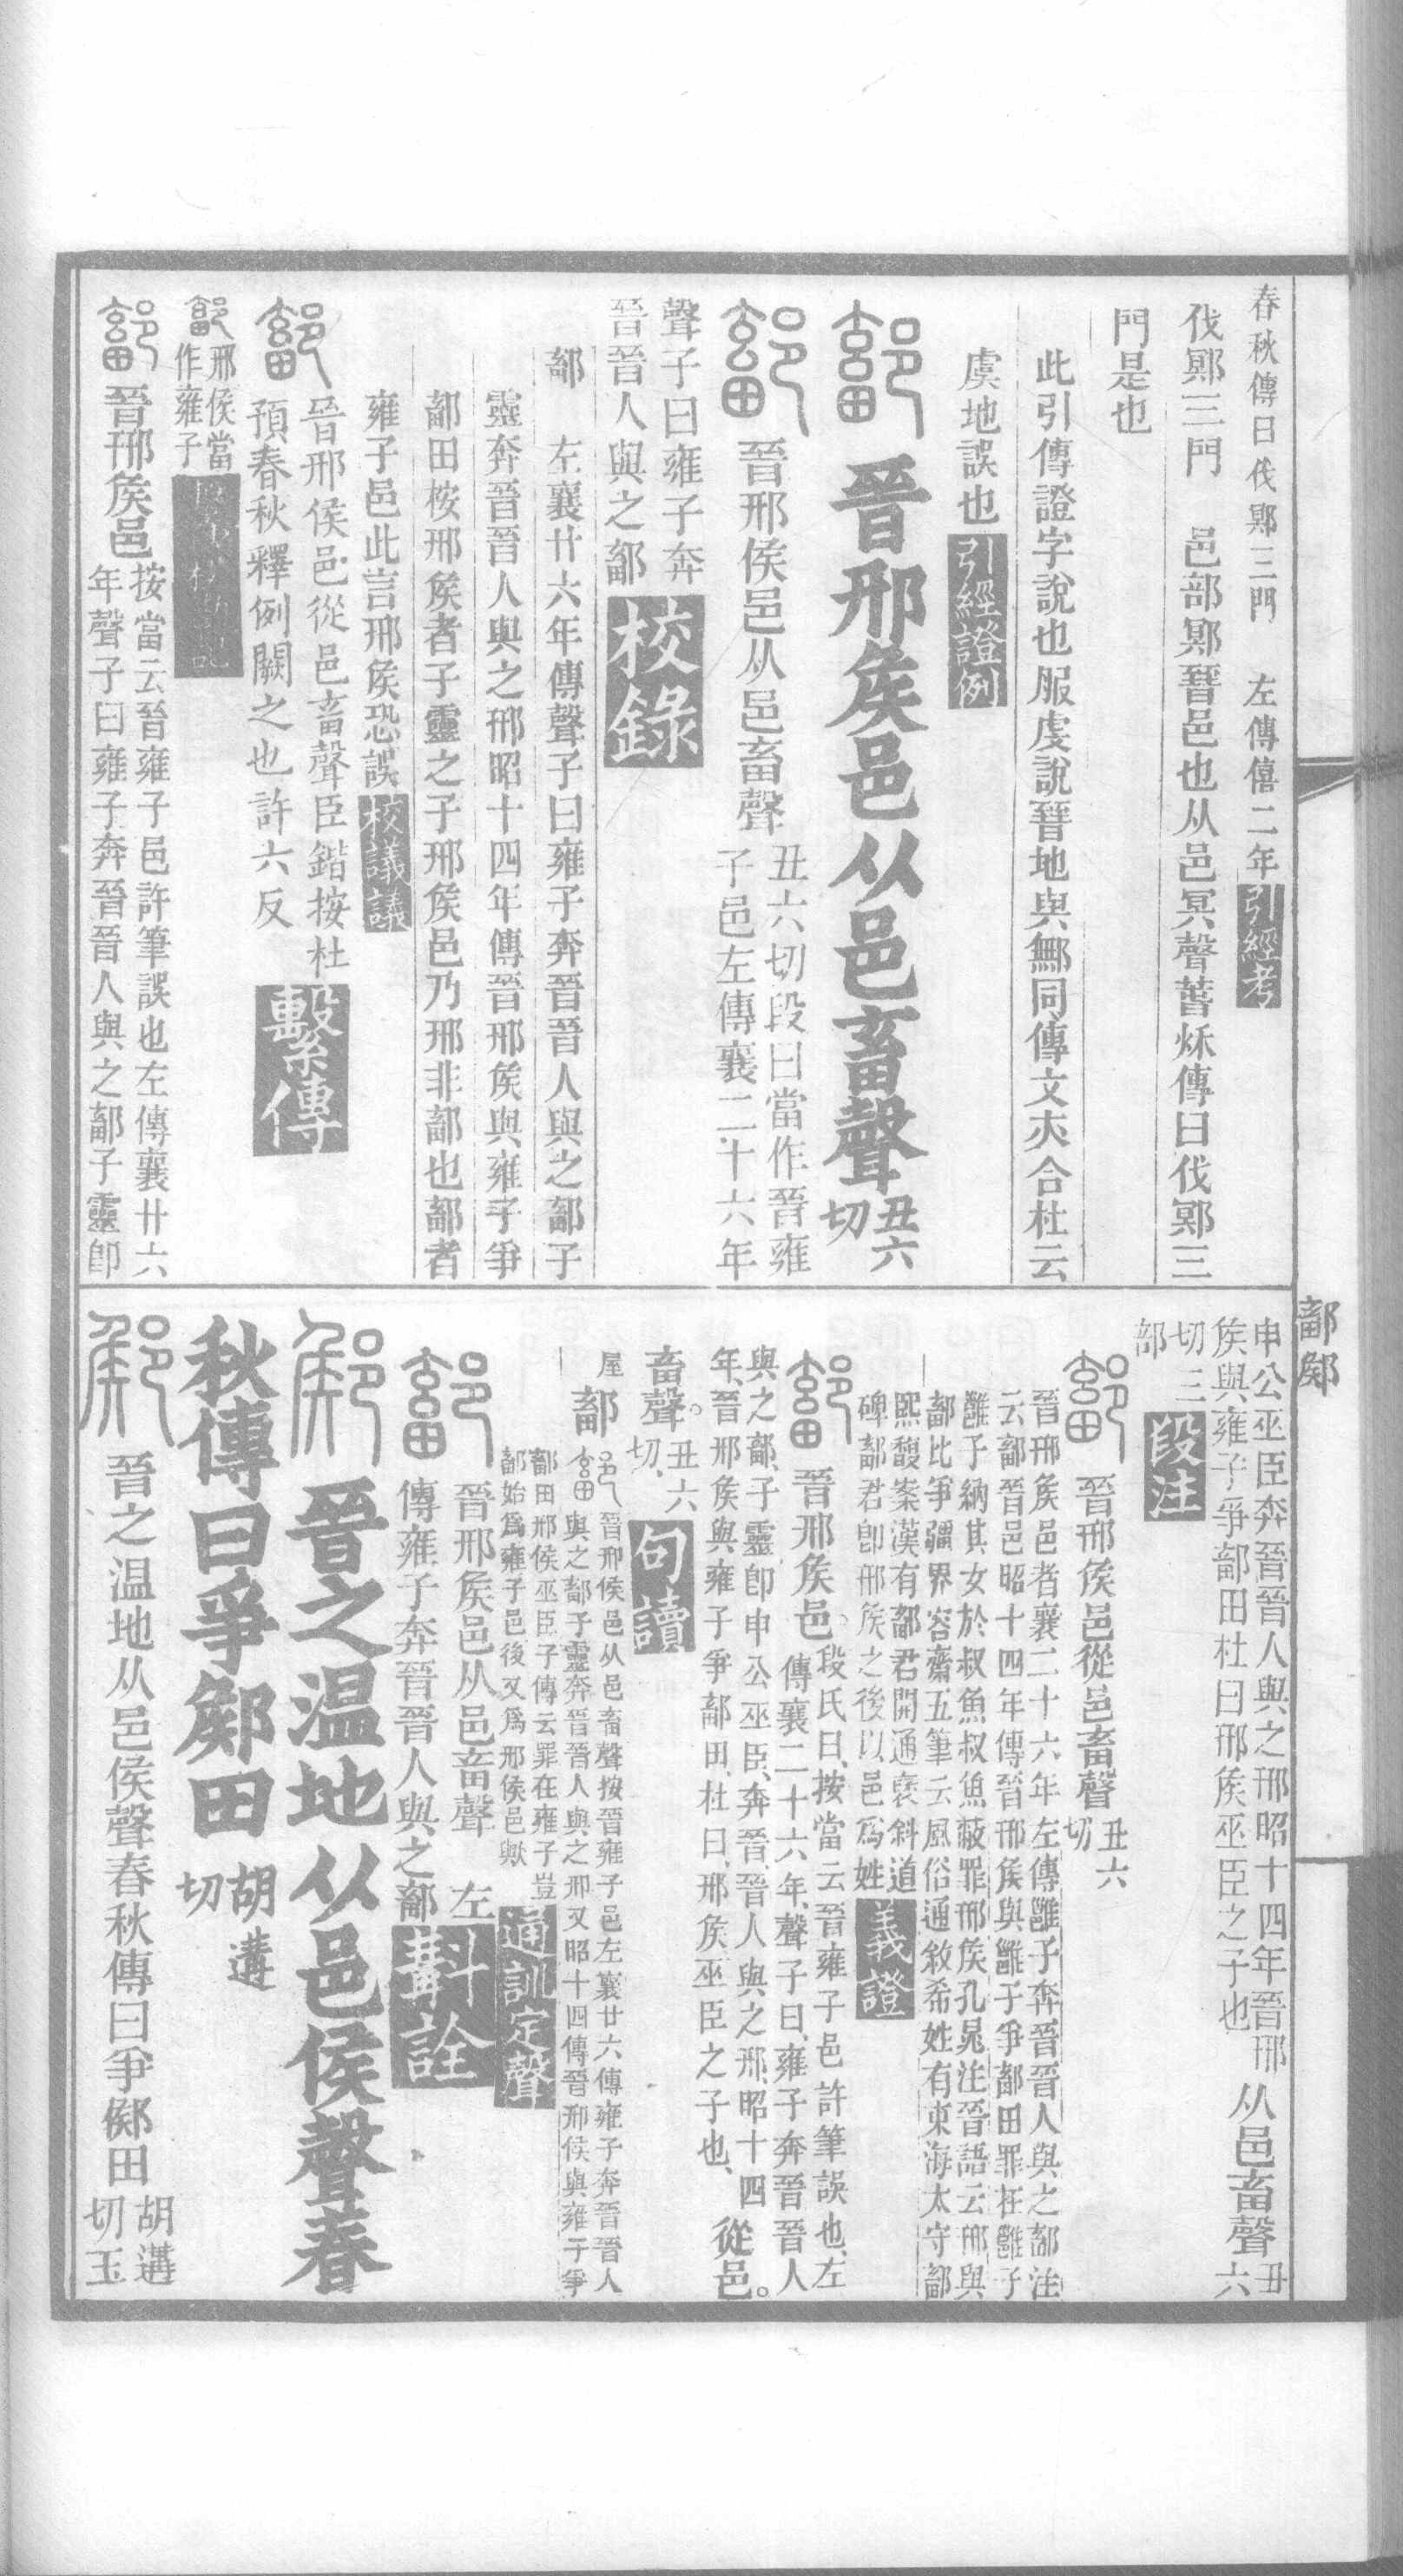 春秋傳曰伐鄍三門　左傳僖二年引經考
伐鄍三門　邑部鄍晉邑也从邑冥聲春秋傳曰伐鄍三
門是也
此引傳證字說也服虔說晉地與鄦同傳文夾合杜云
虞地誤也引經證例
鄐晉邢矦邑从邑畜聲丑六
切
鄐晉邢侯邑从邑畜聲丑六切段曰當作晉雍
子邑左傳襄二十六年
聲子曰雍子奔
晉晉人與之鄐校錄
鄐　左襄廿六年傳聲子曰雍子奔晉晉人與之鄐子
靈奔晉晉人與之邢昭十四年傳晉邢矦與雍子爭
鄐田桉邢矦者子靈之子邢矦邑乃邢非鄐也鄐者
雍子邑此言邢矦恐誤校議議
鄐晉邢侯邑從邑畜聲臣鍇按杜
預春秋釋例闕之也許六反繫傳
鄐邢侯當
作雍子
鄐晉邢矦邑按當云晉雍子邑許筆誤也左傳襄廿六
年聲子曰雍子奔晉晉人與之鄐子靈卽
鄐郈
申公巫臣奔晉晉人與之邢昭十四年晉邢
矦與雍子爭鄐田杜曰邢矦巫臣之子也
从邑畜聲丑六
切三
部段注
鄐晉邢矦邑從邑畜聲丑六
切
晉邢矦邑者襄二十六年左傳雝子奔晉晉人與之鄐注
云鄐晉邑昭十四年傳晉邢矦與雝子爭鄐田罪在雝子
雝子納其女於叔魚叔魚蔽罪邢矦孔晁注晉語云邢與
鄐比爭疆界容齋五筆云風俗通敘希姓有東海太守鄐
熙馥案漢有鄐君開通褒斜道
碑鄐君卽邢矦之後以邑爲姓義證
鄐晉邢矦邑。段氏曰、按當云晉雍子邑許筆誤也、左
傳襄二十六年、聲子曰、雍子奔晉晉人
與之鄐、子靈卽申公巫臣、奔晉、晉人與之邢、昭十四
年、晉邢矦與雍子爭鄐田、杜曰、邢矦巫臣之子也、從邑。
畜聲。丑六
切、句讀
屋鄐鄐晉邢侯邑从邑畜聲按晉雍子邑左襄廿六傳雍子奔晉晉人
與之鄐子靈奔晉晉人與之邢又昭十四傳晉邢侯與雍子爭
鄐田邢侯巫臣子傳云罪在雍子豈
鄐始爲雍子邑後又爲邢侯邑歟通訓定聲
鄐晉邢矦邑从邑畜聲　左
傳雍子奔晉晉人與之鄐斠詮
晉之温地从邑侯聲春
秋傳曰爭鄇田胡遘
切
晉之温地从邑侯聲春秋傳曰爭鄇田胡遘
切玉